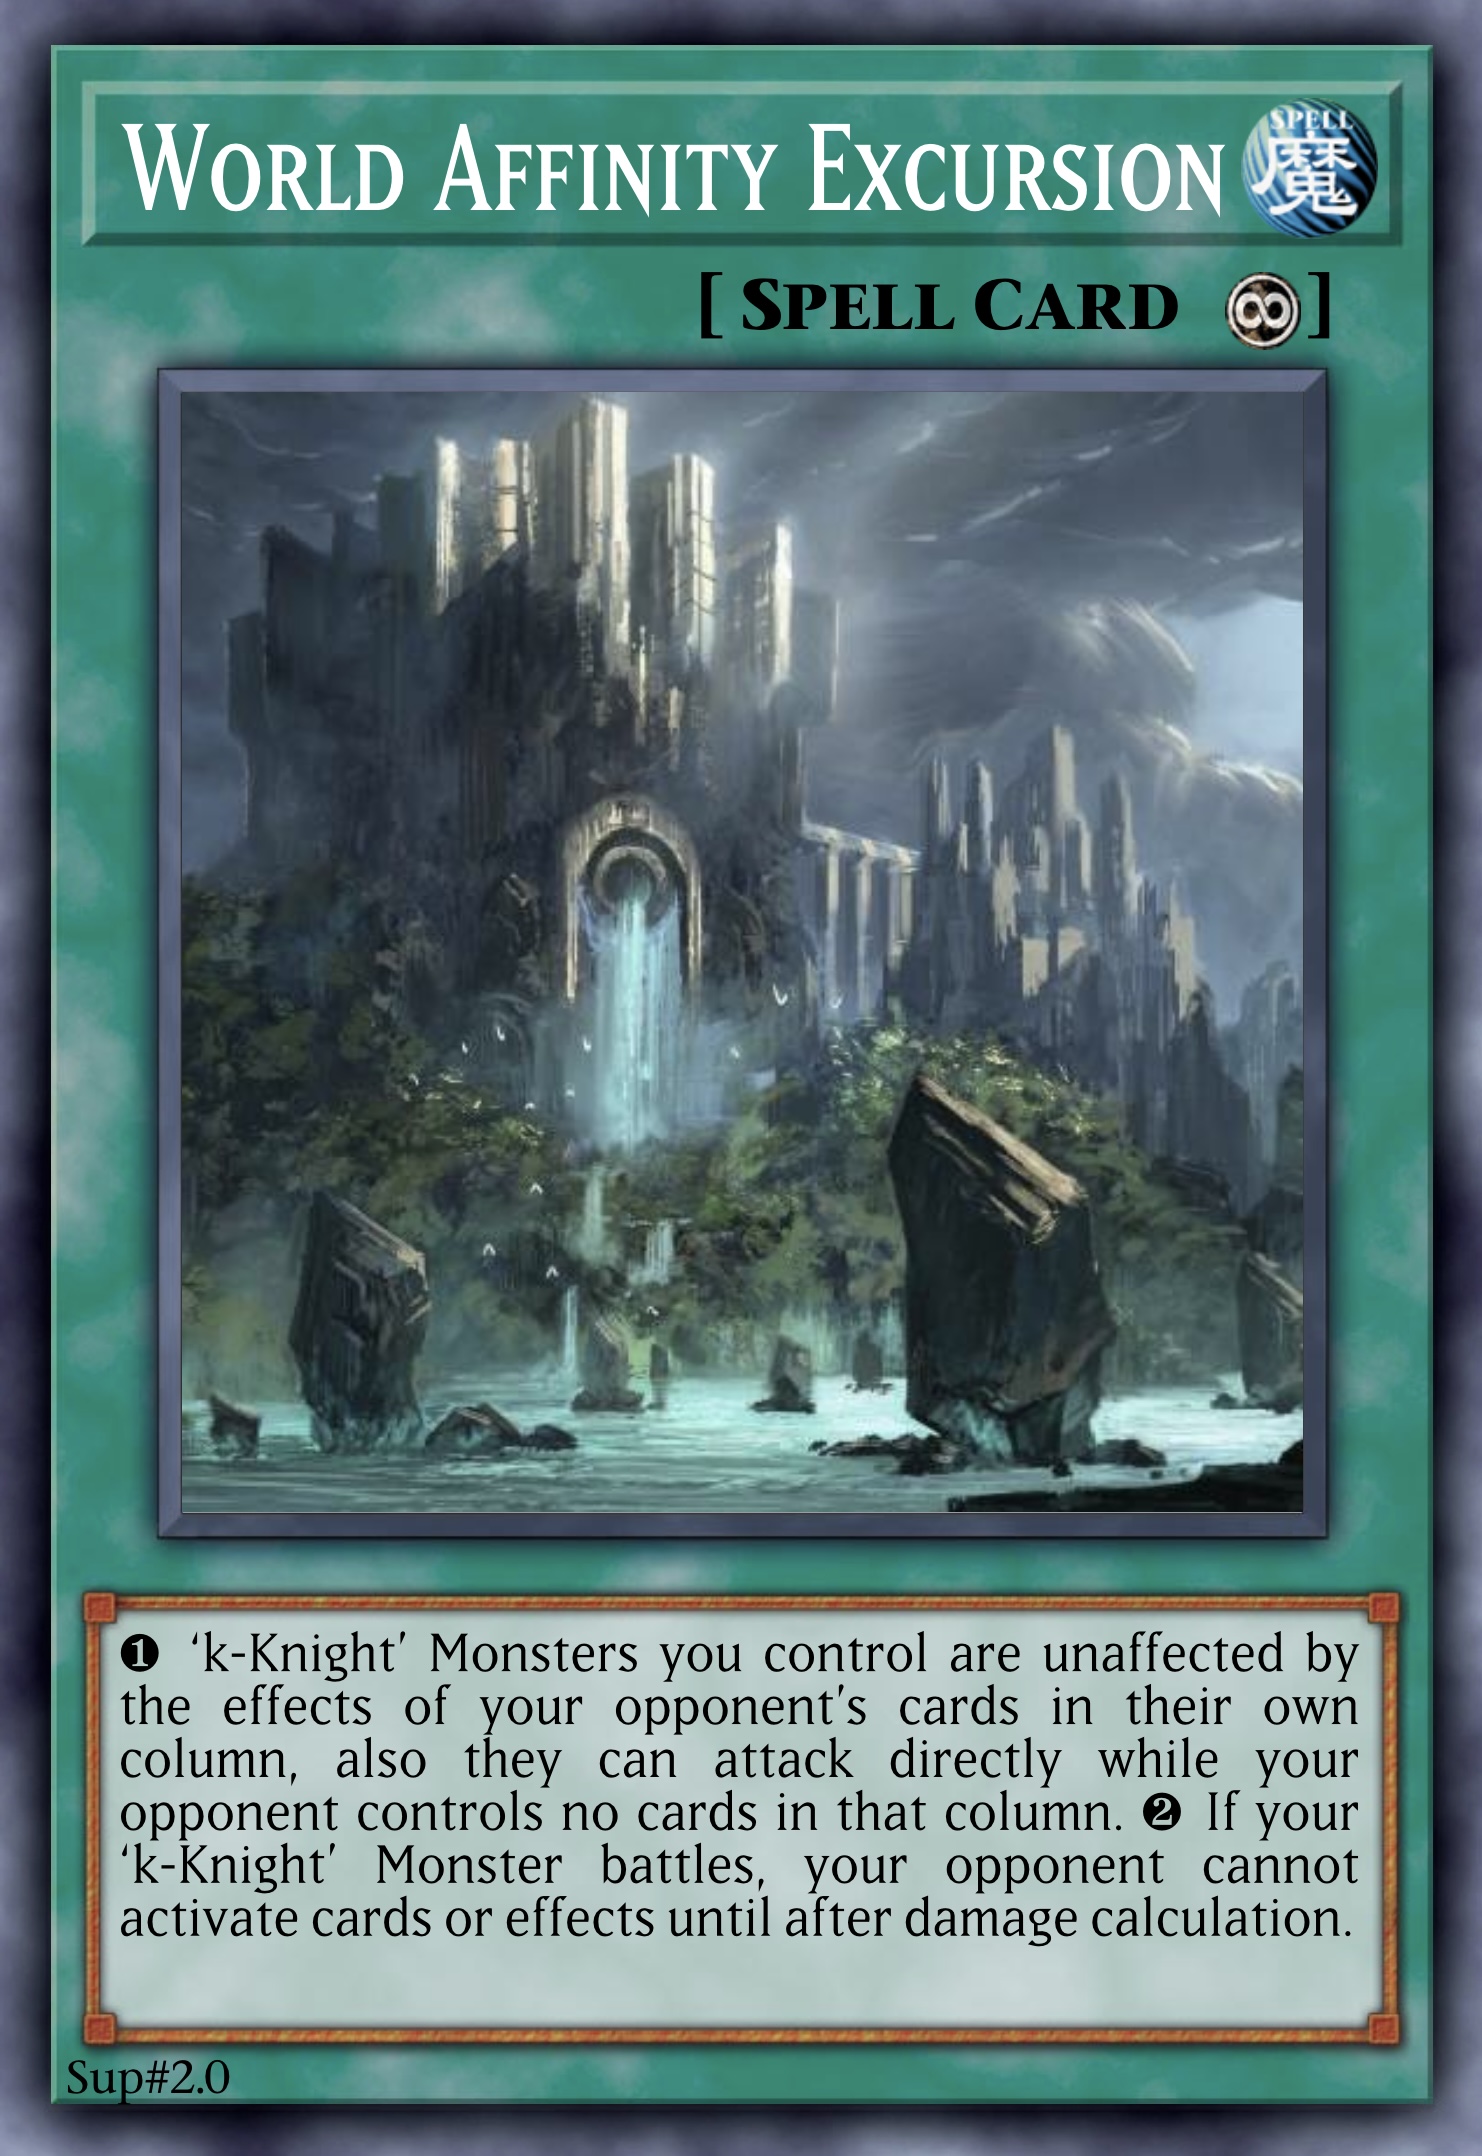 World Affinity Excursion
SPELL
魔
[ Spell Card ∞ ]
❶ ‘k-Knight’ Monsters you control are unaffected by
the effects of your opponent's cards in their own
column, also they can attack directly while your
opponent controls no cards in that column. ❷ If your
‘k-Knight’ Monster battles, your opponent cannot
activate cards or effects until after damage calculation.
Sup#2.0